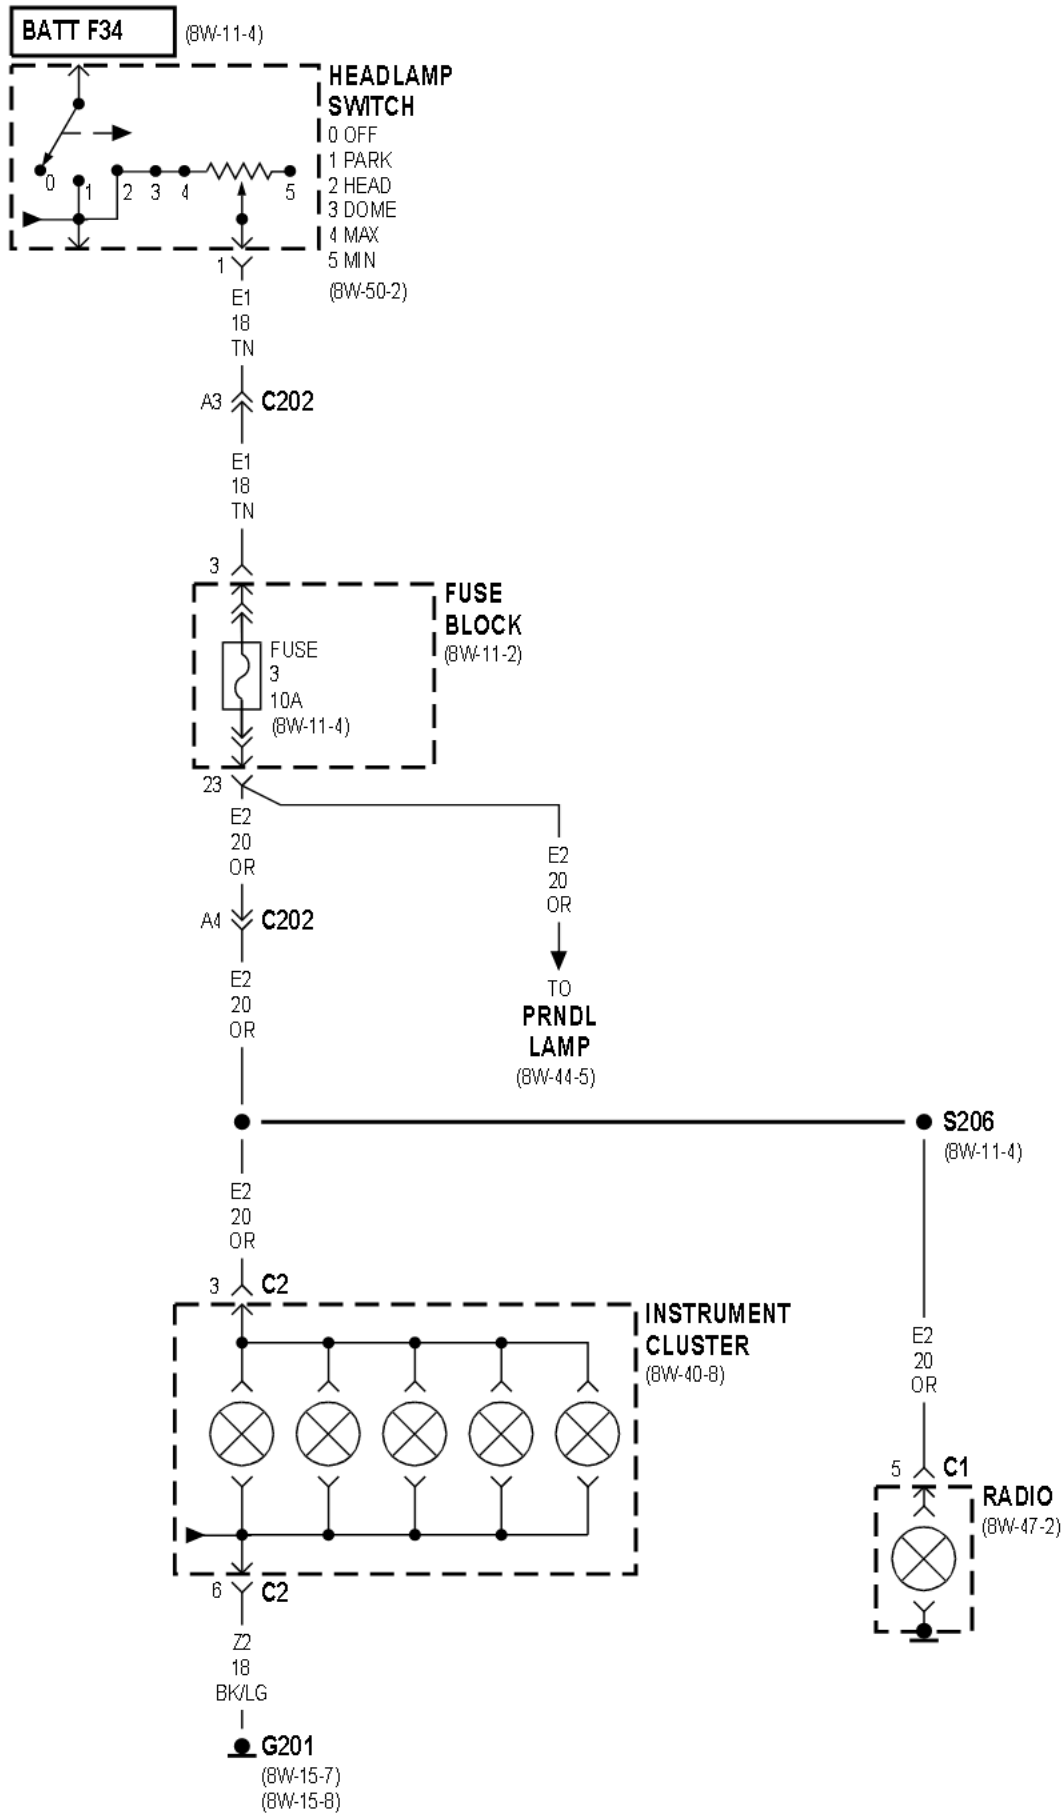 BATT F34
(8W-11-4)
HEADLAMP
SWITCH
0 OFF
1 PARK
2 HEAD
3 DOME
4 MAX
5 MIN
(8W-50-2)
0
1
2
3
4
5
1
E1
18
TN
A3
C202
E1
18
TN
3
FUSE
BLOCK
(8W-11-2)
FUSE
3
10A
(8W-11-4)
23
E2
20
OR
E2
20
OR
A4
C202
TO
PRNDL
LAMP
(8W-44-5)
E2
20
OR
S206
(8W-11-4)
E2
20
OR
3
C2
INSTRUMENT
CLUSTER
(8W-40-8)
E2
20
OR
5
C1
RADIO
(8W-47-2)
6
C2
Z2
18
BK/LG
G201
(8W-15-7)
(8W-15-8)